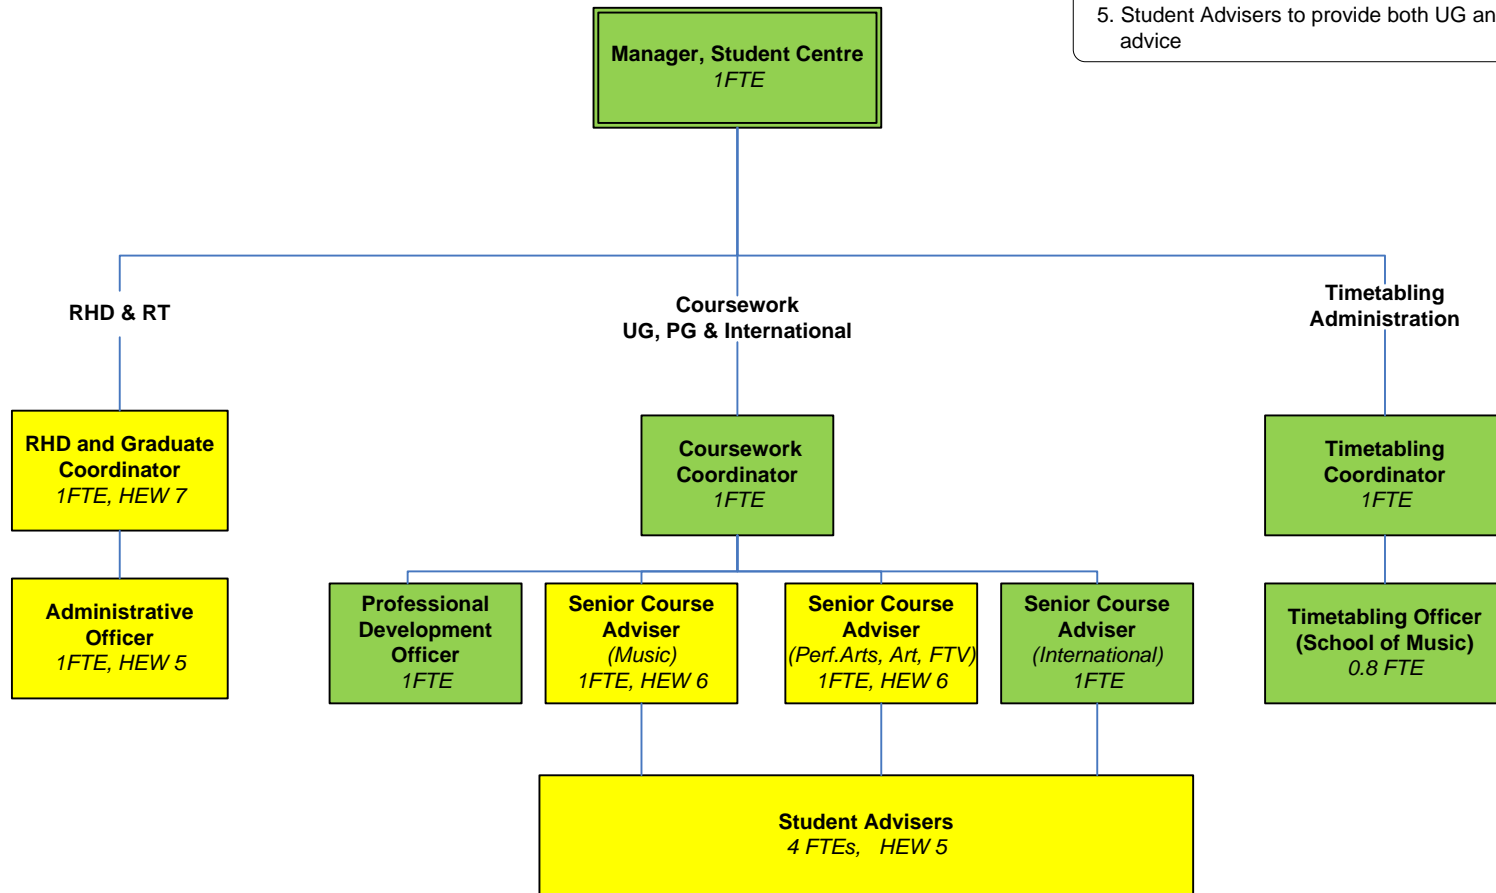 5. Student Advisers to provide both UG an
advice
Manager, Student Centre
1FTE
RHD & RT
Coursework
UG, PG & International
Timetabling
Administration
RHD and Graduate
Coordinator
1FTE, HEW 7
Coursework
Coordinator
1FTE
Timetabling
Coordinator
1FTE
Administrative
Officer
1FTE, HEW 5
Professional
Development
Officer
1FTE
Senior Course
Adviser
(Music)
1FTE, HEW 6
Senior Course
Adviser
(Perf.Arts, Art, FTV)
1FTE, HEW 6
Senior Course
Adviser
(International)
1FTE
Timetabling Officer
(School of Music)
0.8 FTE
Student Advisers
4 FTEs, HEW 5